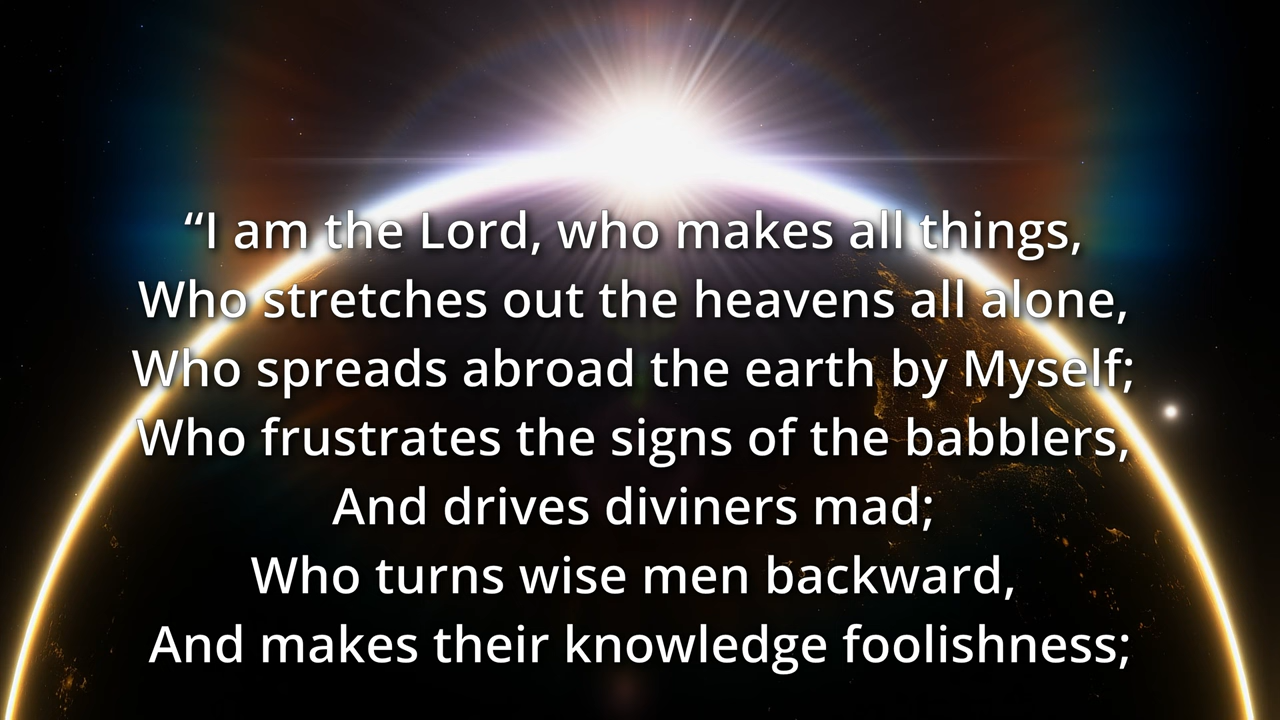 “I am the Lord, who makes all things,
Who stretches out the heavens all alone,
Who spreads abroad the earth by Myself;
Who frustrates the signs of the babblers,
And drives diviners mad;
Who turns wise men backward,
And makes their knowledge foolishness;